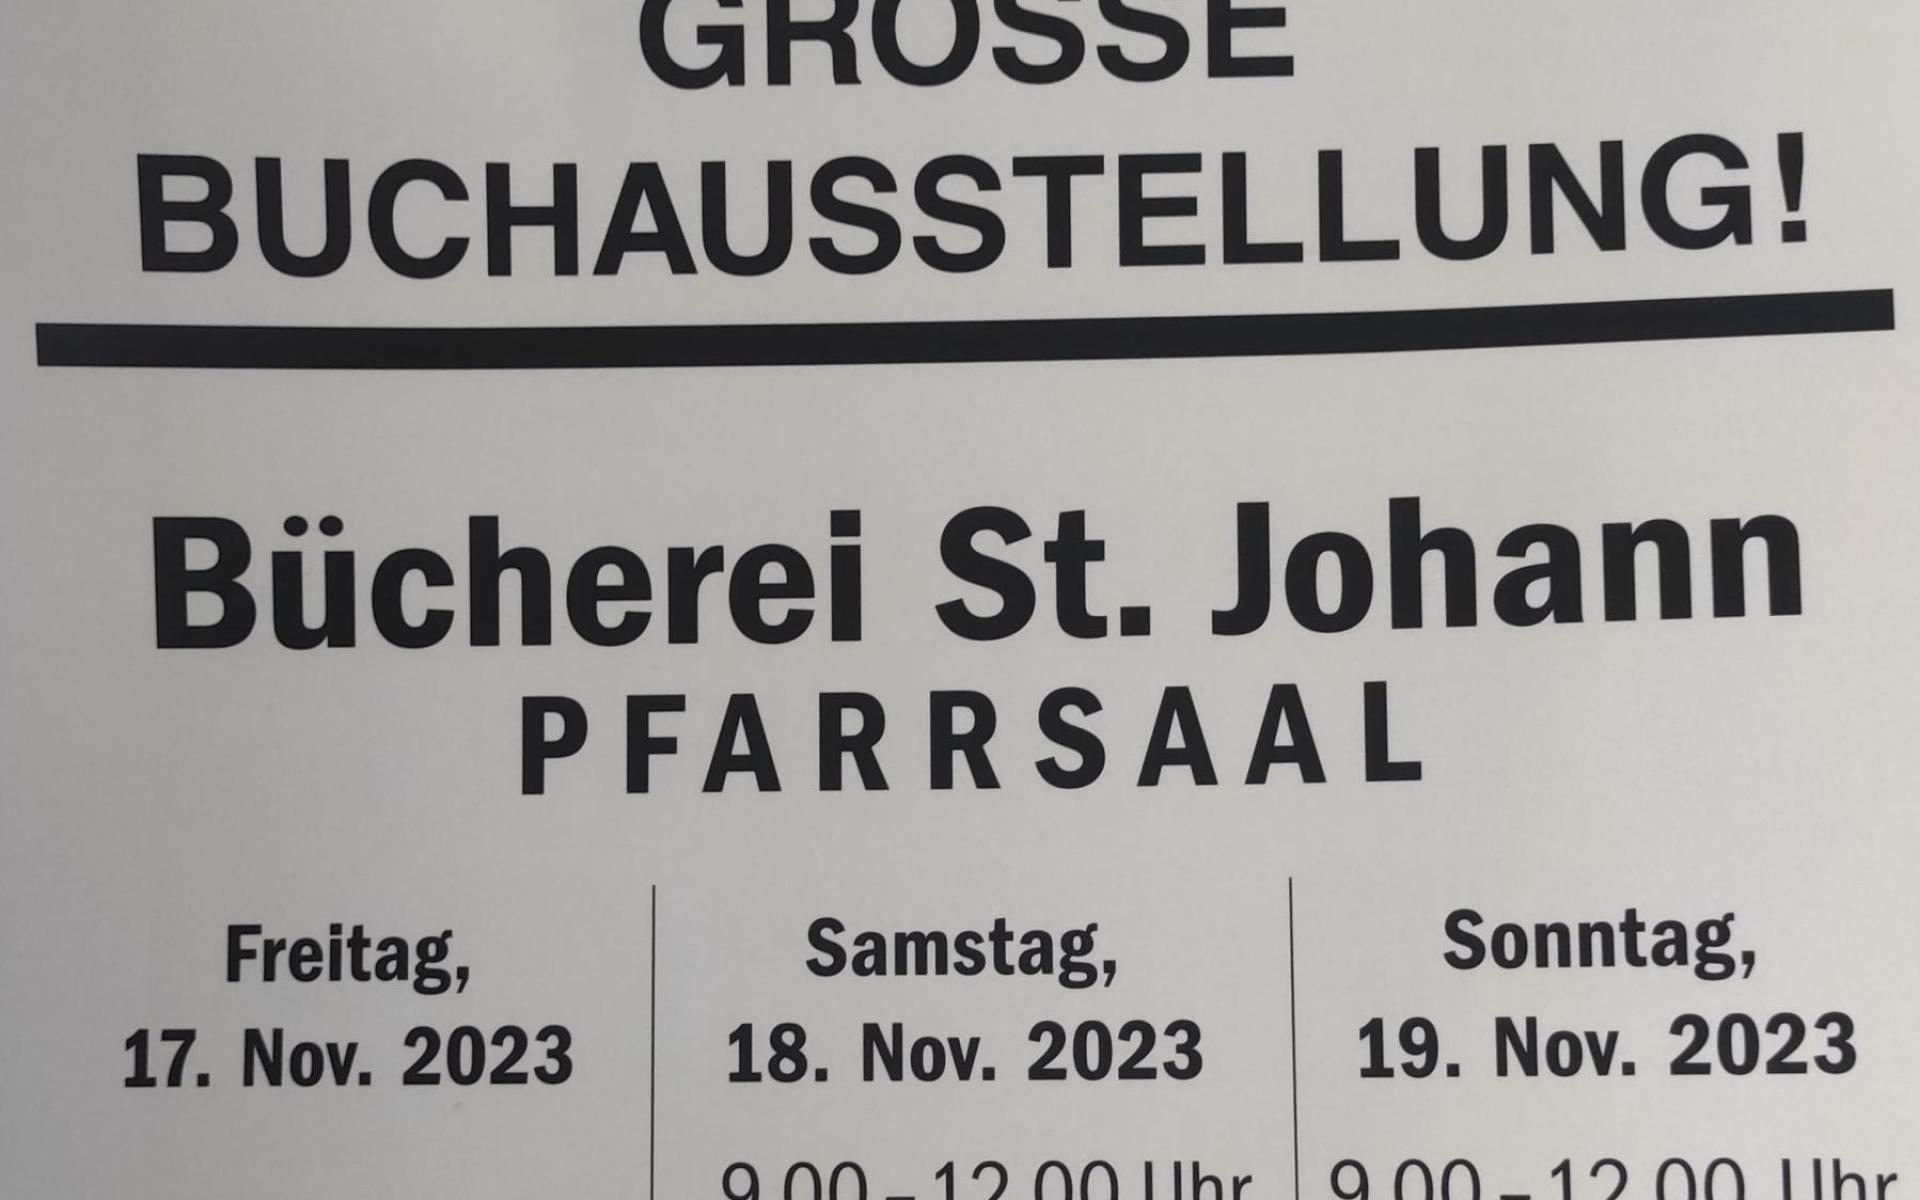 GROSSE
BUCHAUSSTELLUNG!
Bücherei St. Johann
PFARRSAAL
Freitag,
17. Nov. 2023
Samstag,
18. Nov. 2023
9.00 – 12.00 Uhr
Sonntag,
19. Nov. 2023
9.00 – 12.00 Uhr